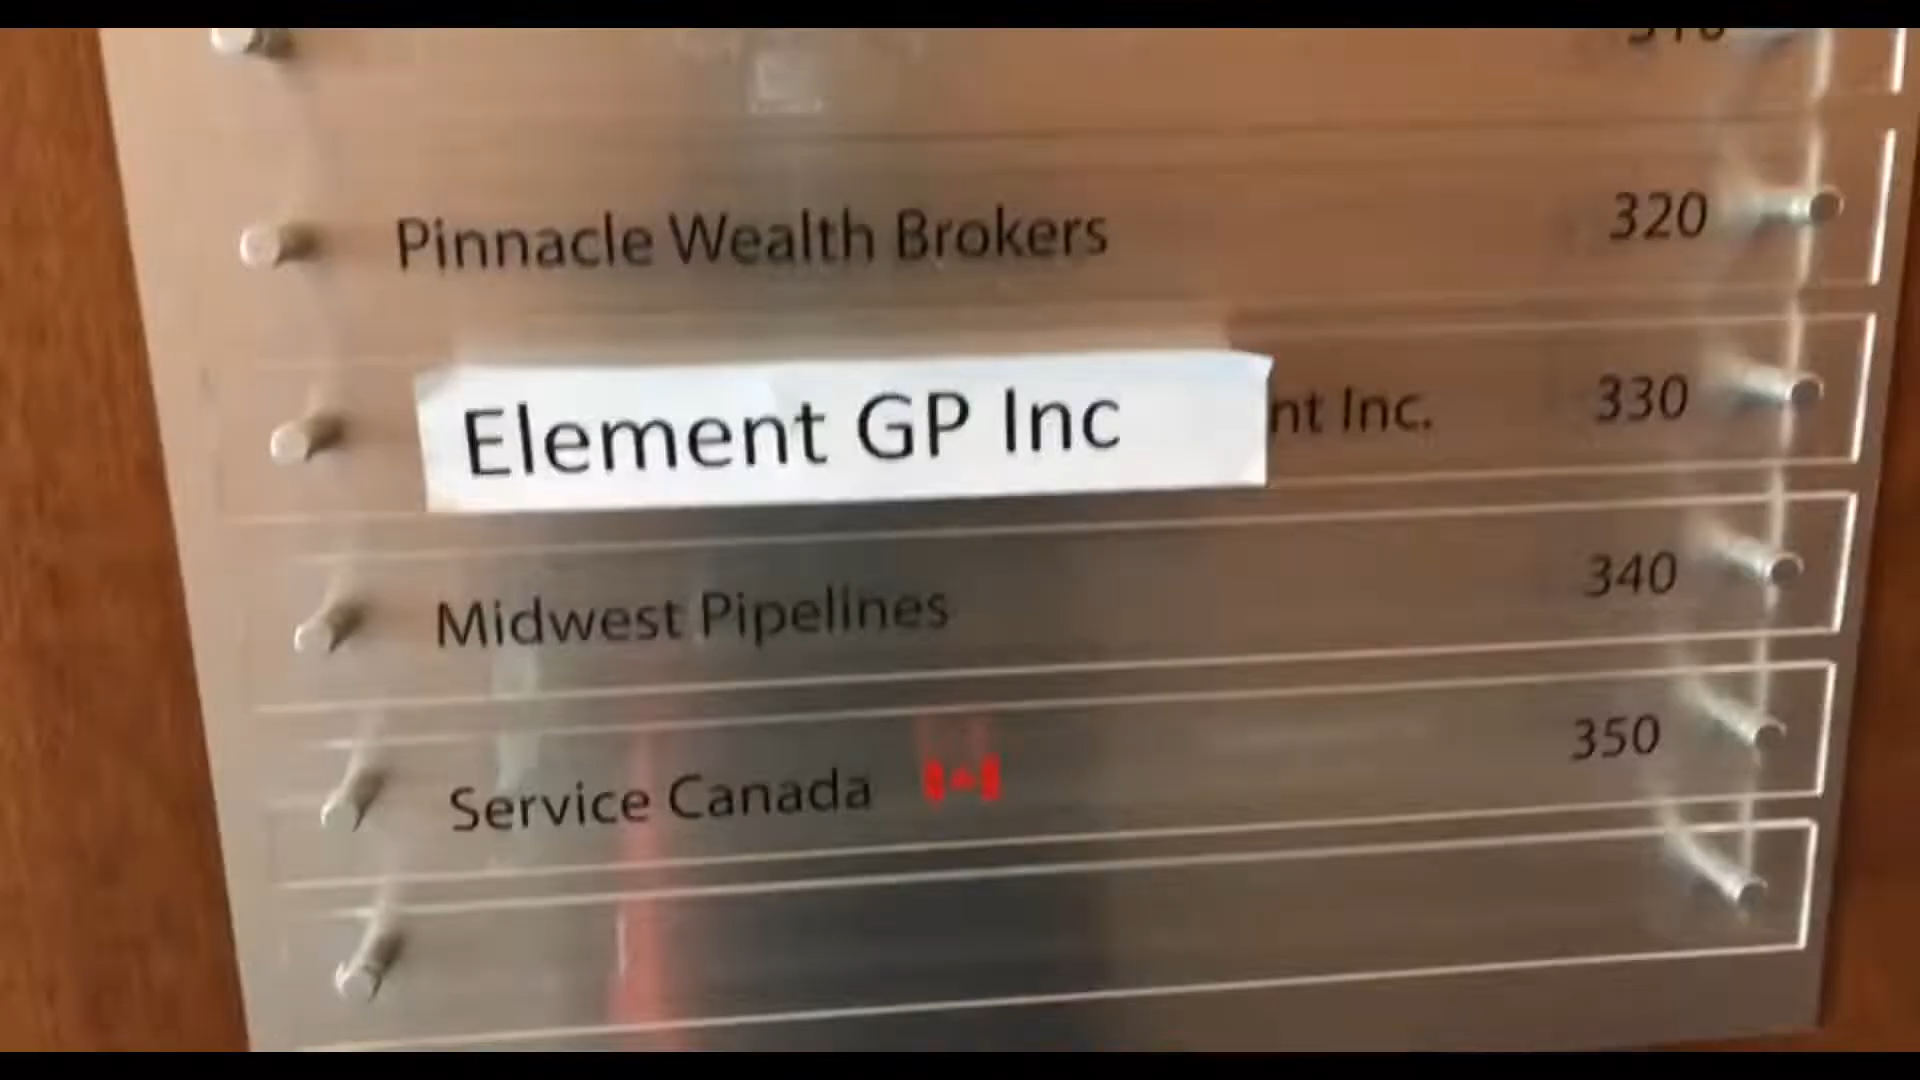 Pinnacle Wealth Brokers 320
Element GP Inc nt Inc. 330
Midwest Pipelines 340
Service Canada 350